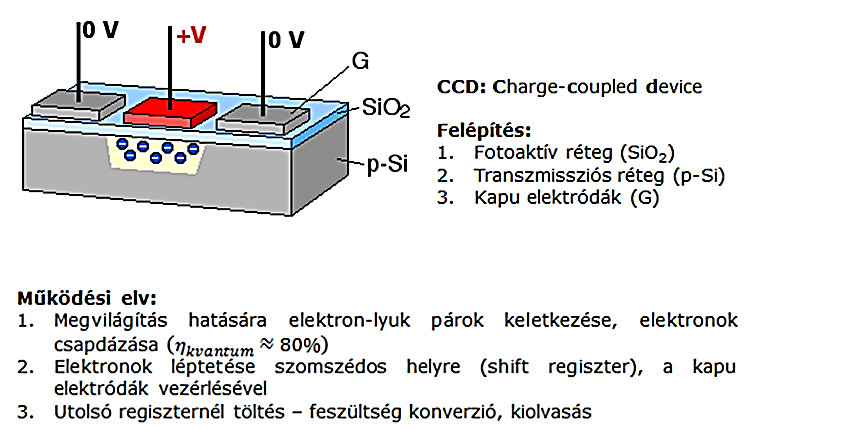 0 V
+V
0 V
G
SiO₂
p-Si
CCD: Charge-coupled device
Felépítés:
1. Fotoaktív réteg (SiO₂)
2. Transzmissziós réteg (p-Si)
3. Kapu elektródák (G)
Működési elv:
1. Megvilágítás hatására elektron-lyuk párok keletkezése, elektronok
csapdázása (η_kvantum ≈ 80%)
2. Elektronok léptetése szomszédos helyre (shift regiszter), a kapu
elektródák vezérlésével
3. Utolsó regiszternél töltés – feszültség konverzió, kiolvasás